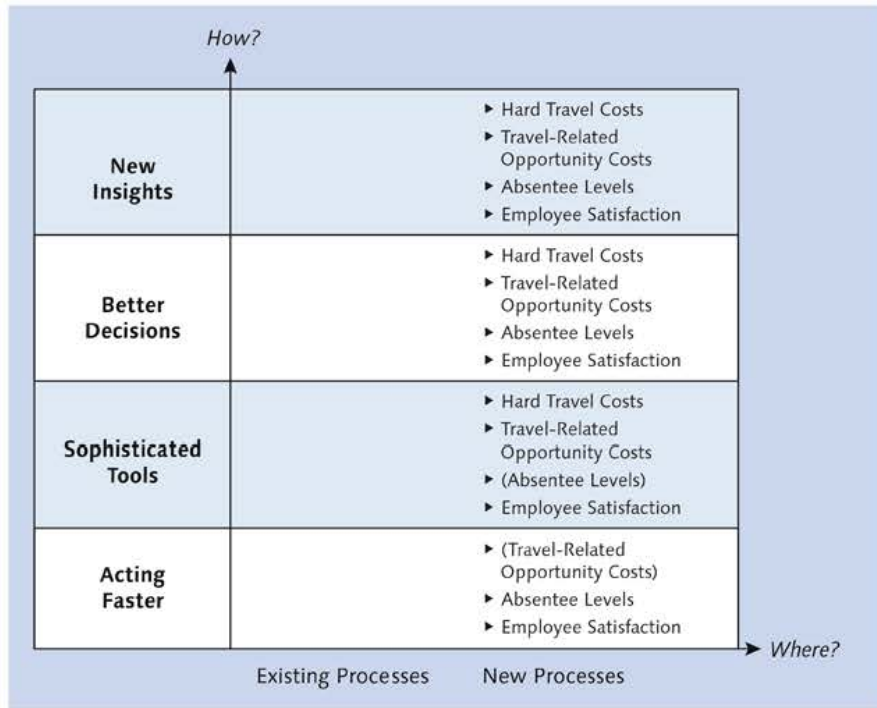 How?
New
Insights
▸ Hard Travel Costs
▸ Travel-Related
Opportunity Costs
▸ Absentee Levels
▸ Employee Satisfaction
Better
Decisions
▸ Hard Travel Costs
▸ Travel-Related
Opportunity Costs
▸ Absentee Levels
▸ Employee Satisfaction
Sophisticated
Tools
▸ Hard Travel Costs
▸ Travel-Related
Opportunity Costs
▸ (Absentee Levels)
▸ Employee Satisfaction
Acting
Faster
▸ (Travel-Related
Opportunity Costs)
▸ Absentee Levels
▸ Employee Satisfaction
Where?
Existing Processes
New Processes